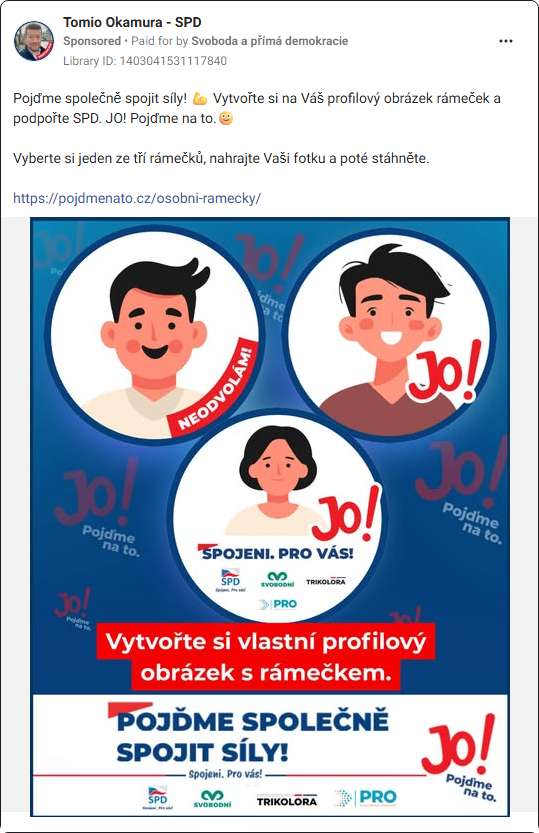 Tomio Okamura - SPD
Sponsored • Paid for by Svoboda a přímá demokracie
Library ID: 1403041531117840
Pojďme společně spojit síly! 💪 Vytvořte si na Váš profilový obrázek rámeček a
podpořte SPD. JO! Pojďme na to.🙂
Vyberte si jeden ze tří rámečků, nahrajte Vaši fotku a poté stáhněte.
https://pojdmenato.cz/osobni-ramecky/
Jo!
Jo!
Pojďme
na to.
NEODVOLÁM!
Jo!
Jo!
Pojďme
na to.
Jo!
Pojďme
na to.
Jo!
SPOJENI. PRO VÁS!
SPD
Spojeni. Pro vás!
SVOBODNÍ
TRIKOLORA
PRO
Jo!
Pojďme
na to.
Jo!
Vytvořte si vlastní profilový
obrázek s rámečkem.
POJĎME SPOLEČNĚ
SPOJIT SÍLY!
Spojeni. Pro vás!
SPD
Spojeni. Pro vás!
SVOBODNÍ
TRIKOLORA
PRO
Jo!
Pojďme
na to.